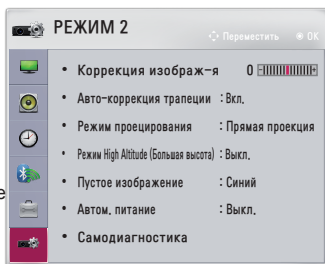 РЕЖИМ 2
Переместить OK
• Коррекция изображ-я 0
• Авто-коррекция трапеции : Вкл.
• Режим проецирования : Прямая проекция
• Режим High Altitude (Большая высота) : Выкл.
• Пустое изображение : Синий
е
• Автом. питание : Выкл.
• Самодиагностика